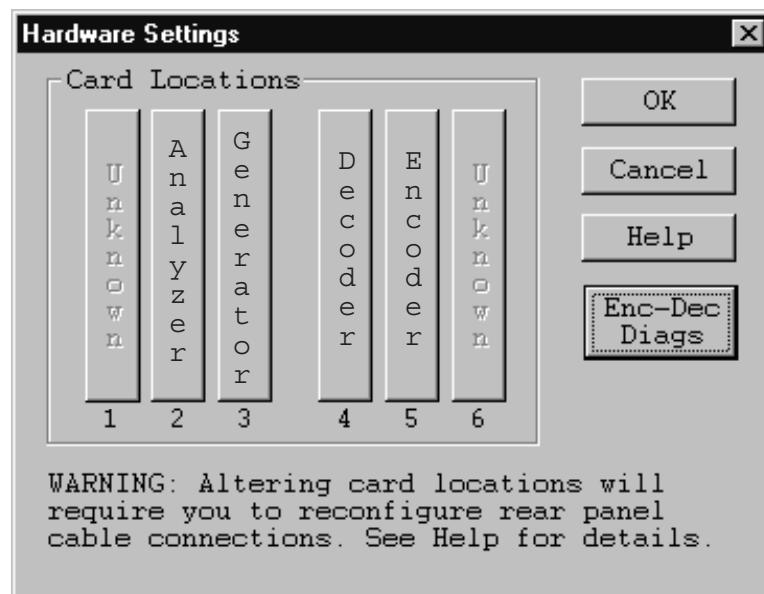 Hardware Settings
Card Locations
Unknown
Analyzer
Generator
Decoder
Encoder
Unknown
1 2 3 4 5 6
OK
Cancel
Help
Enc-Dec
Diags
WARNING: Altering card locations will
require you to reconfigure rear panel
cable connections. See Help for details.